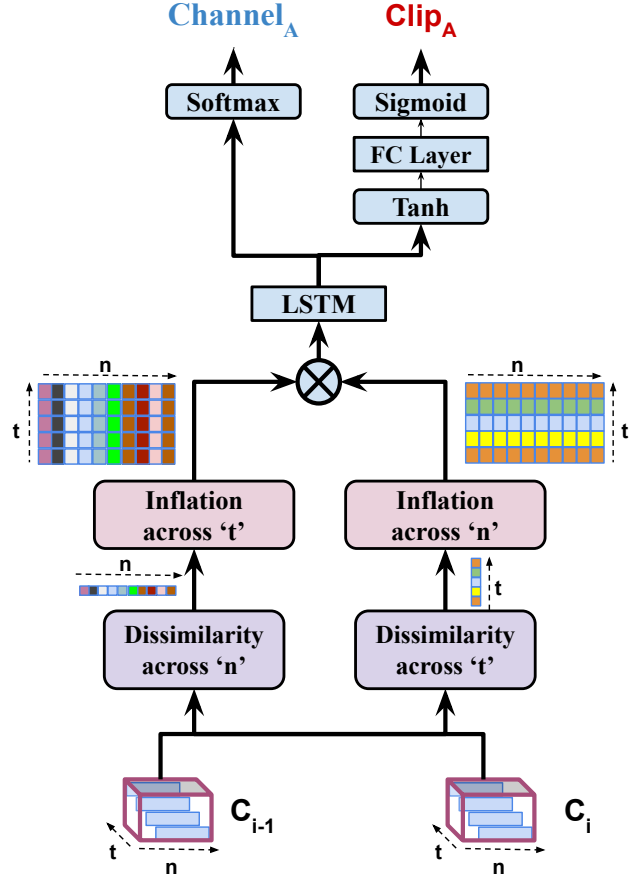 Channel_A Clip_A
Softmax Sigmoid
FC Layer
Tanh
LSTM
n n
t t
Inflation across ‘t’
Inflation across ‘n’
n
t
Dissimilarity across ‘n’
Dissimilarity across ‘t’
C_i-1 C_i
t n t n